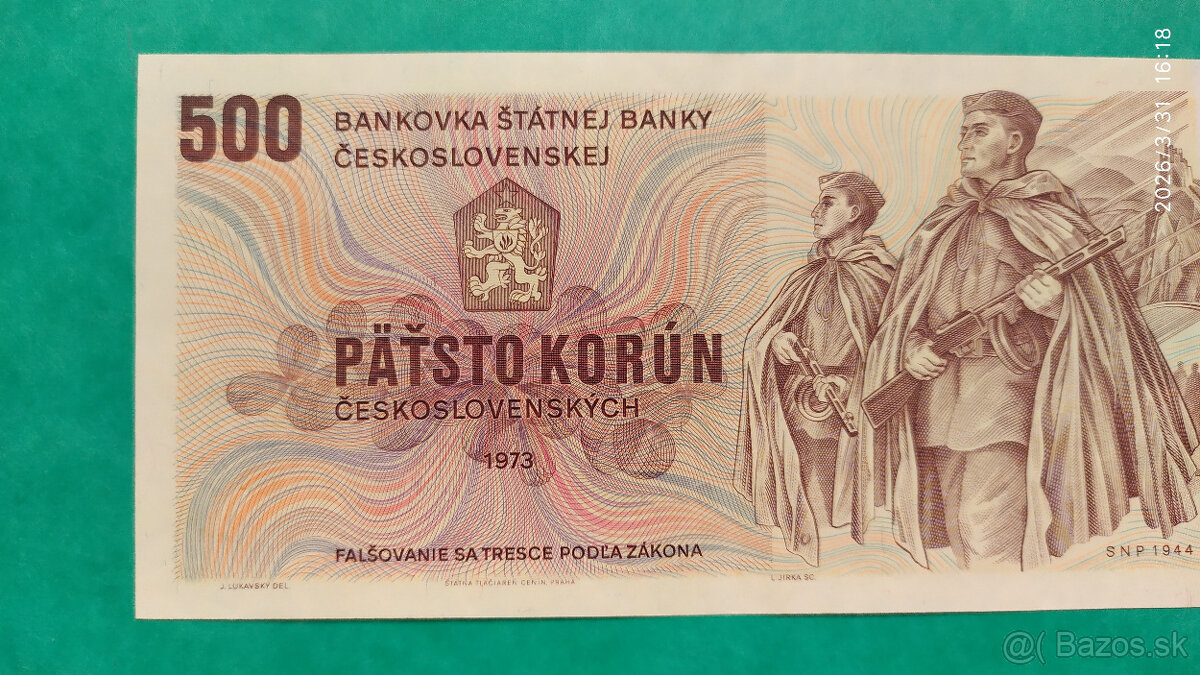 500
BANKOVKA ŠTÁTNEJ BANKY
ČESKOSLOVENSKEJ
PÄŤSTO KORÚN
ČESKOSLOVENSKÝCH
1973
FALŠOVANIE SA TRESCE PODĽA ZÁKONA
J. LUKAVSKÝ DEL.
ŠTÁTNA TLAČIAREŇ CENÍN, PRAHA
L. JIRKA SC.
SNP 1944
2026/3/31 16:18
@( Bazos.sk